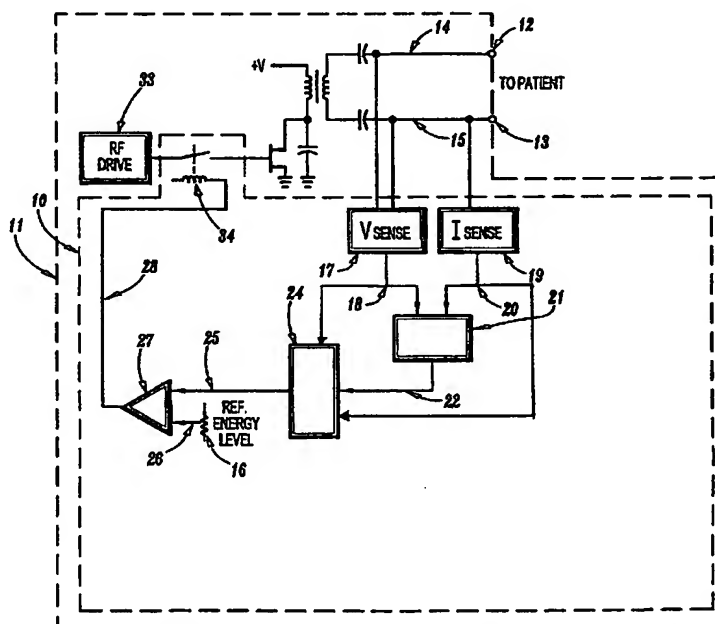 14
12
33
+V
TO PATIENT
RF
DRIVE
15
13
10
11
34
V SENSE
I SENSE
17
19
28
24
18
20
21
27
25
22
REF.
ENERGY
LEVEL
26
16